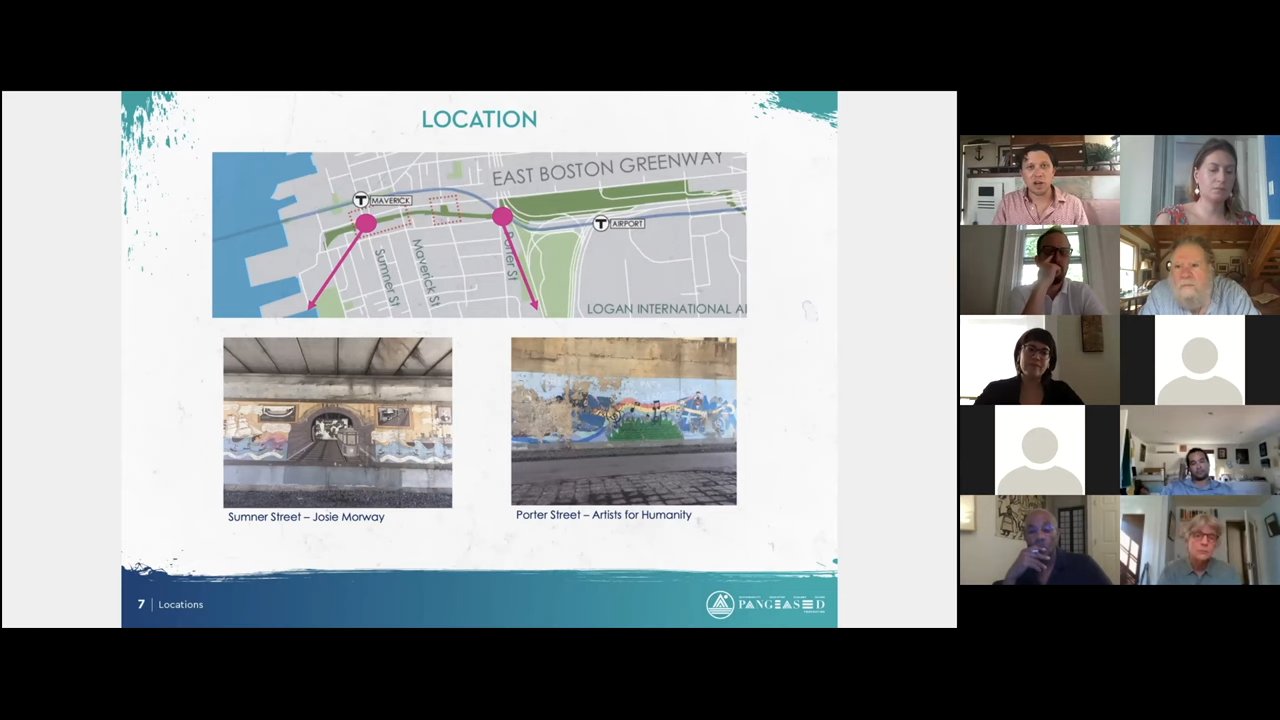 LOCATION
EAST BOSTON GREENWAY
T MAVERICK
T AIRPORT
Sumner St
Maverick St
Porter St
LOGAN INTERNATIONAL AI
Sumner Street – Josie Morway
Porter Street – Artists for Humanity
7 | Locations
PANGEASEED